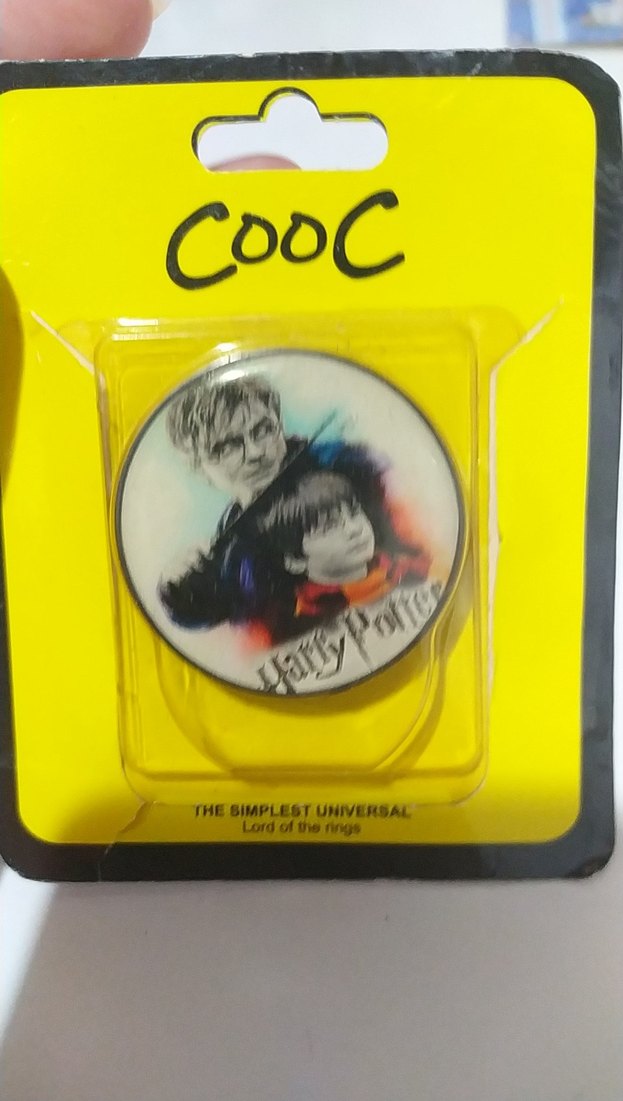 COOC
Harry Potter
THE SIMPLEST UNIVERSAL
Lord of the rings